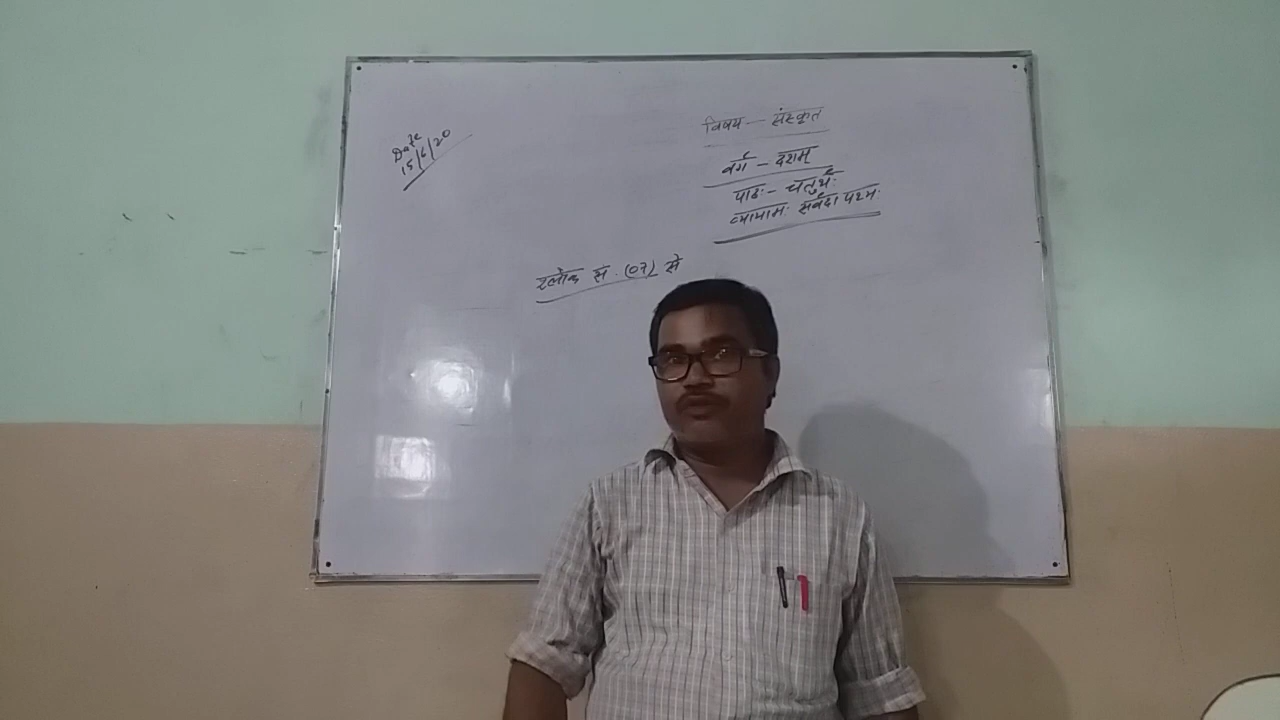 Date
15/6/20
विषय — संस्कृत
वर्ग - दशम्
पाठः - चतुर्थः
व्यायामः सर्वदा पथ्यः
श्लोक सं. (07) से